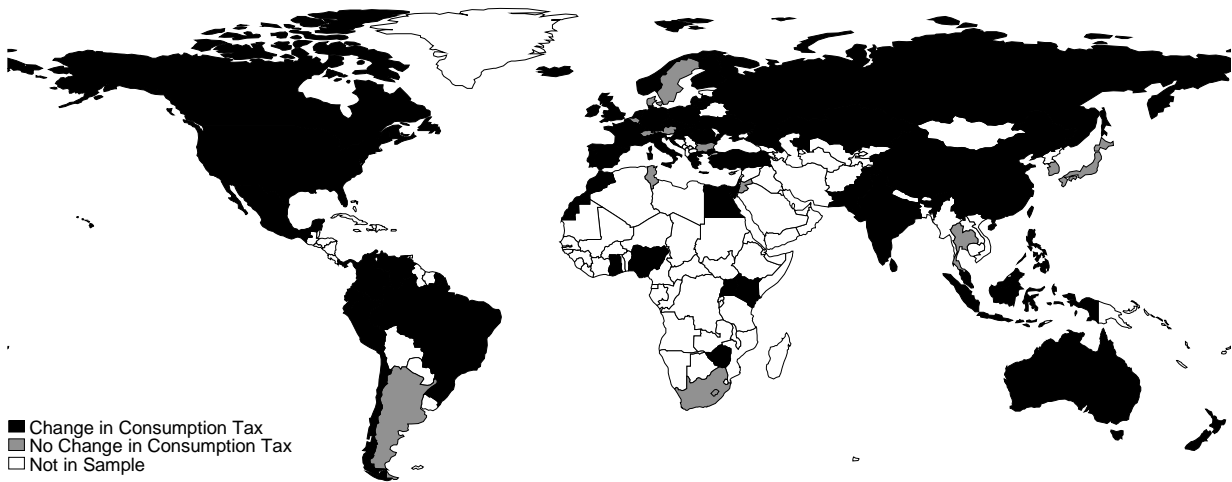 Change in Consumption Tax
No Change in Consumption Tax
Not in Sample